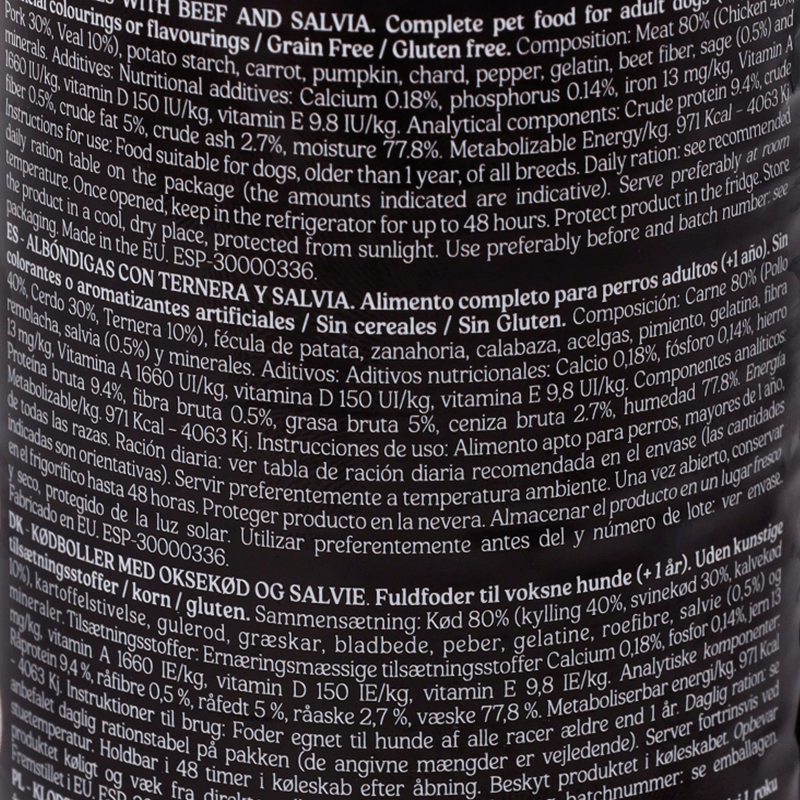 WITH BEEF AND SALVIA. Complete pet food for adult dogs
colourings or flavourings / Grain Free / Gluten free. Composition: Meat 80% (Chicken 40%,
Pork 30%, Veal 10%), potato starch, carrot, pumpkin, chard, pepper, gelatin, beet fiber, sage (0.5%) and
minerals. Additives: Nutritional additives: Calcium 0.18%, phosphorus 0.14%, iron 13 mg/kg, Vitamin A
1660 IU/kg, vitamin D 150 IU/kg, vitamin E 9.8 IU/kg. Analytical components: Crude protein 9.4%, crude
fiber 0.5%, crude fat 5%, crude ash 2.7%, moisture 77.8%. Metabolizable Energy/kg. 971 Kcal - 4063 Kj.
Instructions for use: Food suitable for dogs, older than 1 year, of all breeds. Daily ration: see recommended
daily ration table on the package (the amounts indicated are indicative). Serve preferably at room
temperature. Once opened, keep in the refrigerator for up to 48 hours. Protect product in the fridge. Store
the product in a cool, dry place, protected from sunlight. Use preferably before and batch number: see
packaging. Made in the EU. ESP-30000336.
ES - ALBÓNDIGAS CON TERNERA Y SALVIA. Alimento completo para perros adultos (+1 año). Sin
colorantes o aromatizantes artificiales / Sin cereales / Sin Gluten. Composición: Carne 80% (Pollo
40%, Cerdo 30%, Ternera 10%), fécula de patata, zanahoria, calabaza, acelgas, pimiento, gelatina, fibra
remolacha, salvia (0.5%) y minerales. Aditivos: Aditivos nutricionales: Calcio 0,18%, fósforo 0,14%, hierro
13 mg/kg, Vitamina A 1660 UI/kg, vitamina D 150 UI/kg, vitamina E 9,8 UI/kg. Componentes analíticos:
Proteína bruta 9.4%, fibra bruta 0.5%, grasa bruta 5%, ceniza bruta 2.7%, humedad 77.8%. Energía
Metabolizable/kg. 971 Kcal - 4063 Kj. Instrucciones de uso: Alimento apto para perros, mayores de 1 año,
de todas las razas. Ración diaria: ver tabla de ración diaria recomendada en el envase (las cantidades
indicadas son orientativas). Servir preferentemente a temperatura ambiente. Una vez abierto, conservar
en el frigorífico hasta 48 horas. Proteger producto en la nevera. Almacenar el producto en un lugar fresco
y seco, protegido de la luz solar. Utilizar preferentemente antes del y número de lote: ver envase.
Fabricado en EU. ESP-30000336.
DK - KØDBOLLER MED OKSEKØD OG SALVIE. Fuldfoder til voksne hunde (+1 år). Uden kunstige
tilsætningsstoffer / korn / gluten. Sammensætning: Kød 80% (kylling 40%, svinekød 30%, kalvekød
10%), kartoffelstivelse, gulerod, græskar, bladbede, peber, gelatine, roefibre, salvie (0,5%) og
mineraler. Tilsætningsstoffer: Ernæringsmæssige tilsætningsstoffer Calcium 0,18%, fosfor 0,14%, jern 13
mg/kg, vitamin A 1660 IE/kg, vitamin D 150 IE/kg, vitamin E 9,8 IE/kg. Analytiske komponenter:
Råprotein 9,4 %, råfibre 0,5 %, råfedt 5 %, råaske 2,7 %, væske 77,8 %. Metaboliserbar energi/kg. 971 Kcal
- 4063 Kj. Instruktioner til brug: Foder egnet til hunde af alle racer ældre end 1 år. Daglig ration: se
anbefalet daglig rationstabel på pakken (de angivne mængder er vejledende). Server fortrinsvis ved
stuetemperatur. Holdbar i 48 timer i køleskab efter åbning. Beskyt produktet i køleskabet. Opbevar
produktet køligt og væk fra batchnummer: se emballagen.
Fremstillet i EU.
PL - roku